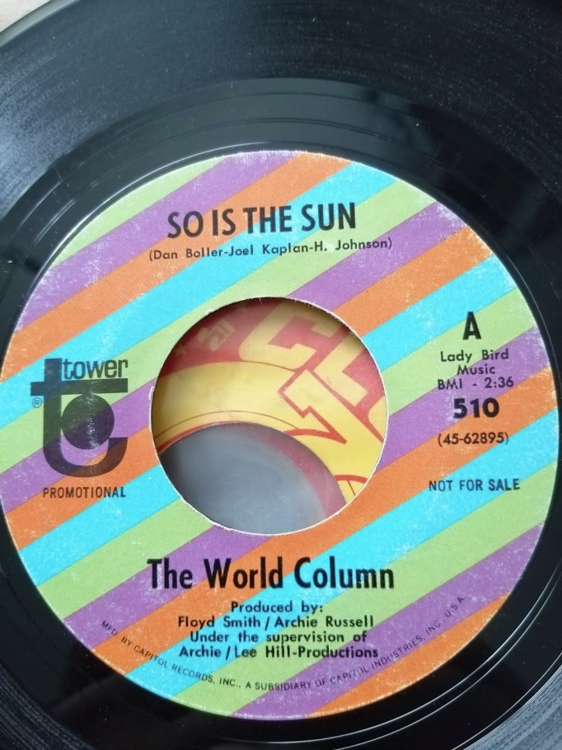 SO IS THE SUN
(Dan Boller-Joel Kaplan-H. Johnson)
tower
®
PROMOTIONAL
A
Lady Bird
Music
BMI - 2:36
510
(45-62895)
NOT FOR SALE
The World Column
Produced by:
Floyd Smith/Archie Russell
Under the supervision of
Archie/Lee Hill-Productions
MFD. BY CAPITOL RECORDS, INC., A SUBSIDIARY OF CAPITOL INDUSTRIES, INC. U.S.A.